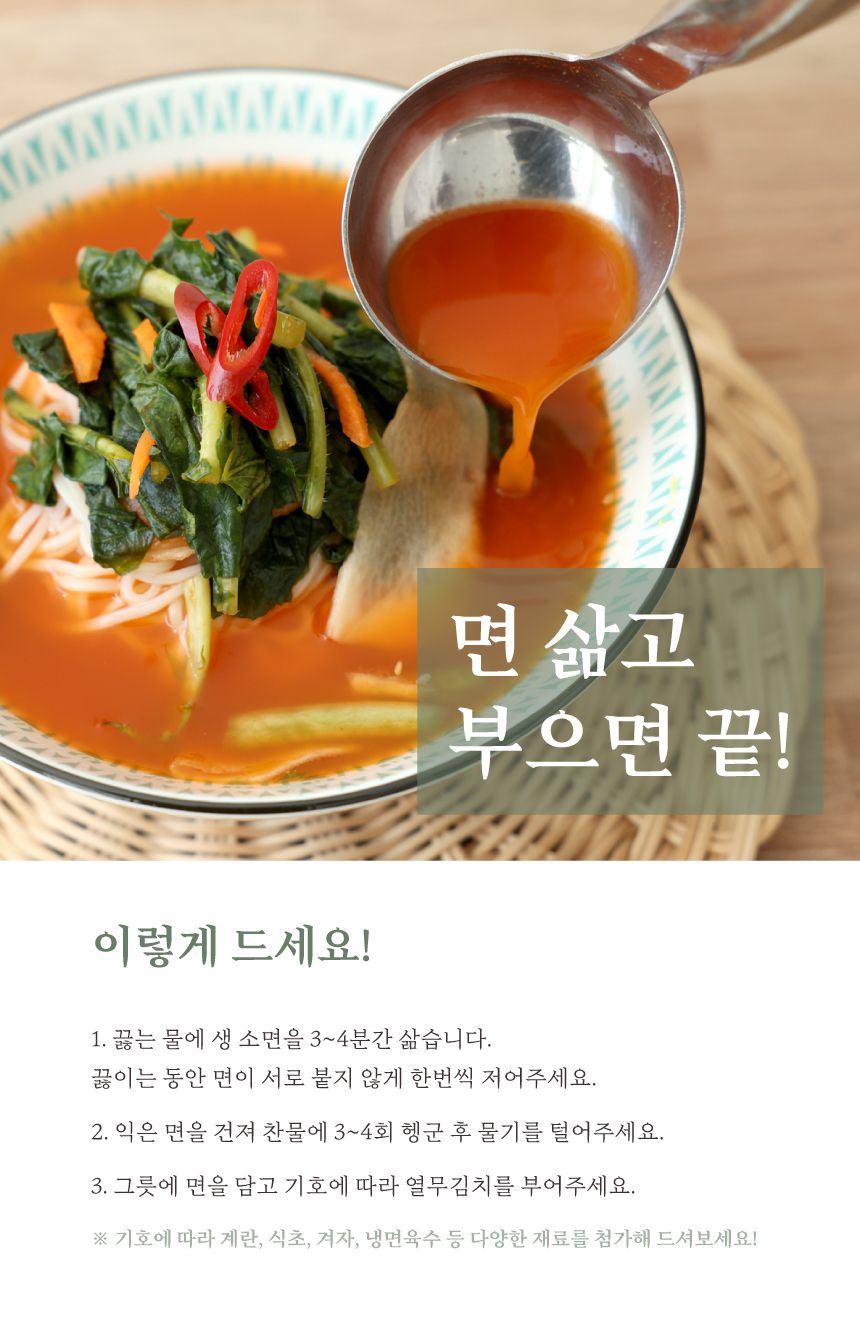 면 삶고
부으면 끝!
이렇게 드세요!
1. 끓는 물에 생 소면을 3~4분간 삶습니다.
끓이는 동안 면이 서로 붙지 않게 한번씩 저어주세요.
2. 익은 면을 건져 찬물에 3~4회 헹군 후 물기를 털어주세요.
3. 그릇에 면을 담고 기호에 따라 열무김치를 부어주세요.
※ 기호에 따라 계란, 식초, 겨자, 냉면육수 등 다양한 재료를 첨가해 드셔보세요!